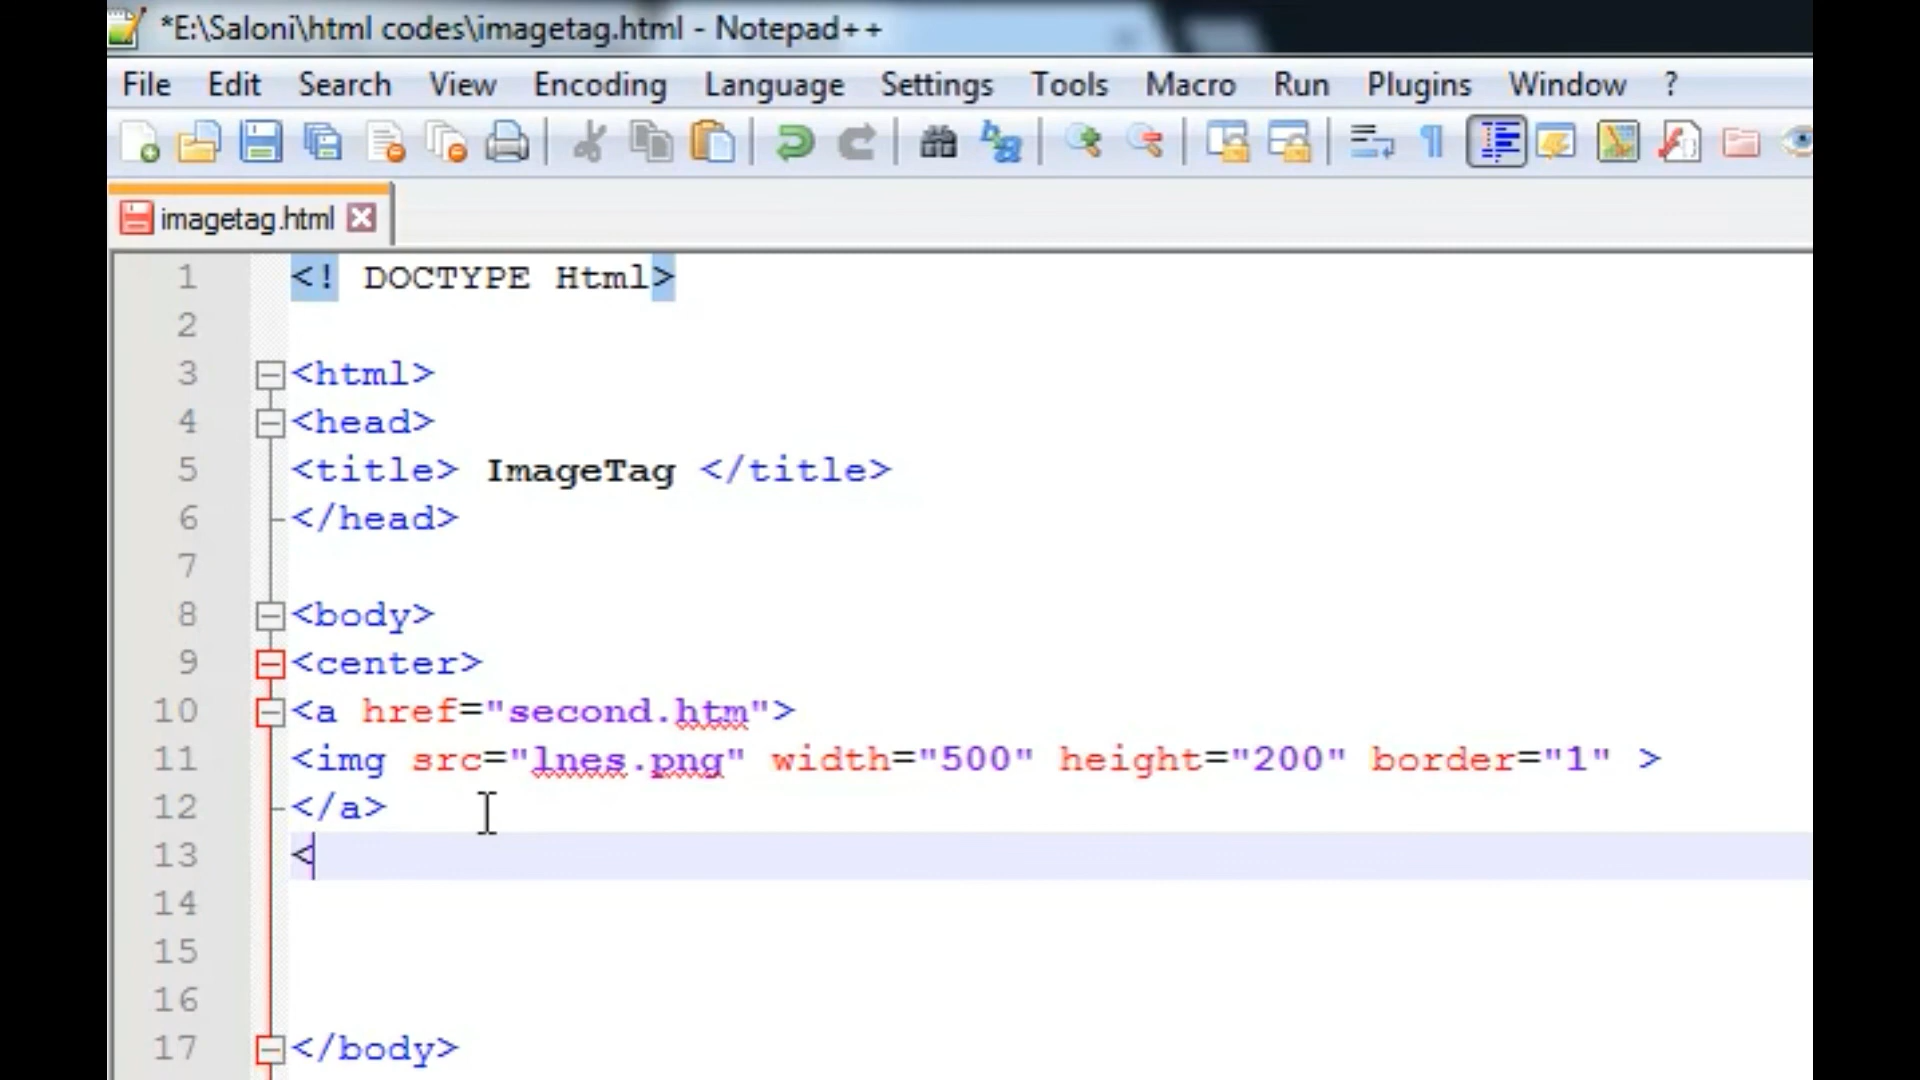 *E:\Saloni\html codes\imagetag.html - Notepad++
File Edit Search View Encoding Language Settings Tools Macro Run Plugins Window ?
imagetag.html
1 <! DOCTYPE Html>
2
3 <html>
4 <head>
5 <title> ImageTag </title>
6 </head>
7
8 <body>
9 <center>
10 <a href="second.htm">
11 <img src="lnes.png" width="500" height="200" border="1" >
12 </a>
13 <
14
15
16
17 </body>